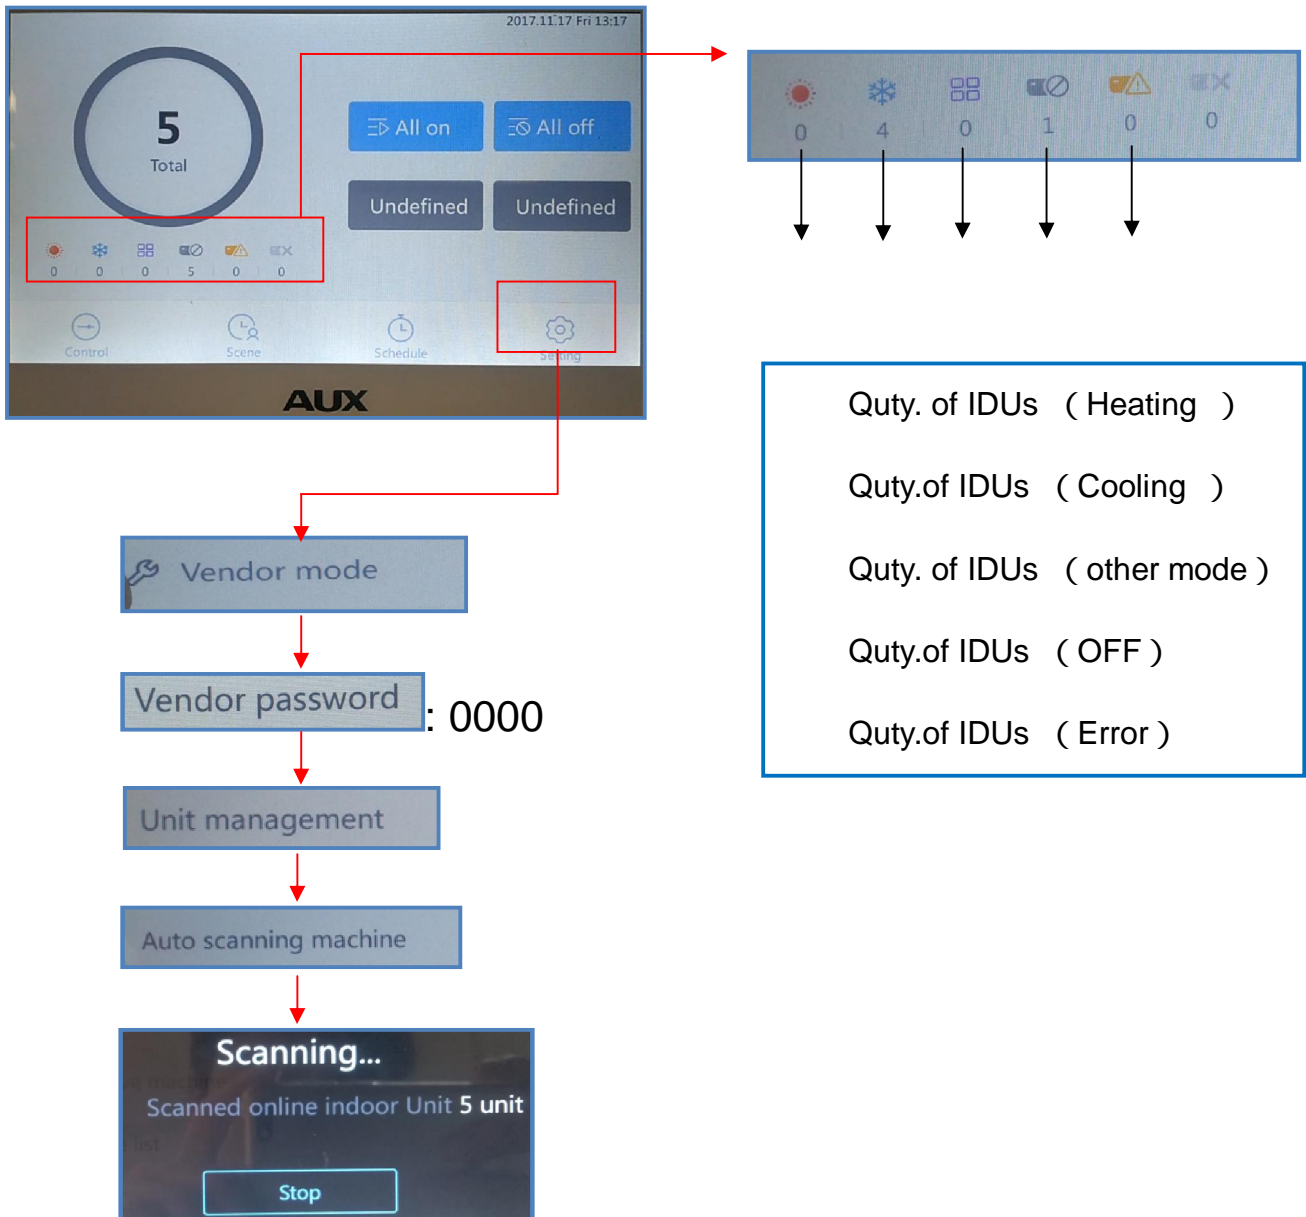 2017.11.17 Fri 13:17
5
Total
All on
All off
Undefined
Undefined
0 0 0 5 0 0
Control
Scene
Schedule
Setting
AUX
0 4 0 1 0 0
Quty. of IDUs （Heating ）
Quty.of IDUs （Cooling ）
Quty. of IDUs （other mode）
Quty.of IDUs （OFF）
Quty.of IDUs （Error）
Vendor mode
Vendor password : 0000
Unit management
Auto scanning machine
Scanning...
machine
Scanned online indoor Unit 5 unit
list
Stop